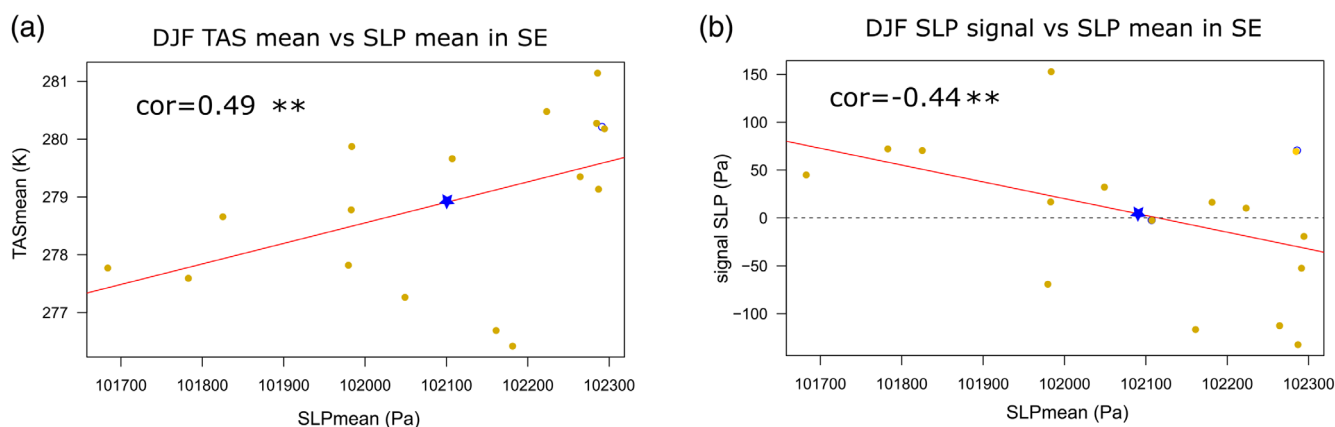 (a)
DJF TAS mean vs SLP mean in SE
cor=0.49 **
TASmean (K)
281
280
279
278
277
101700 101800 101900 102000 102100 102200 102300
SLPmean (Pa)
(b)
DJF SLP signal vs SLP mean in SE
cor=-0.44**
signal SLP (Pa)
150
100
50
0
−50
−100
101700 101800 101900 102000 102100 102200 102300
SLPmean (Pa)